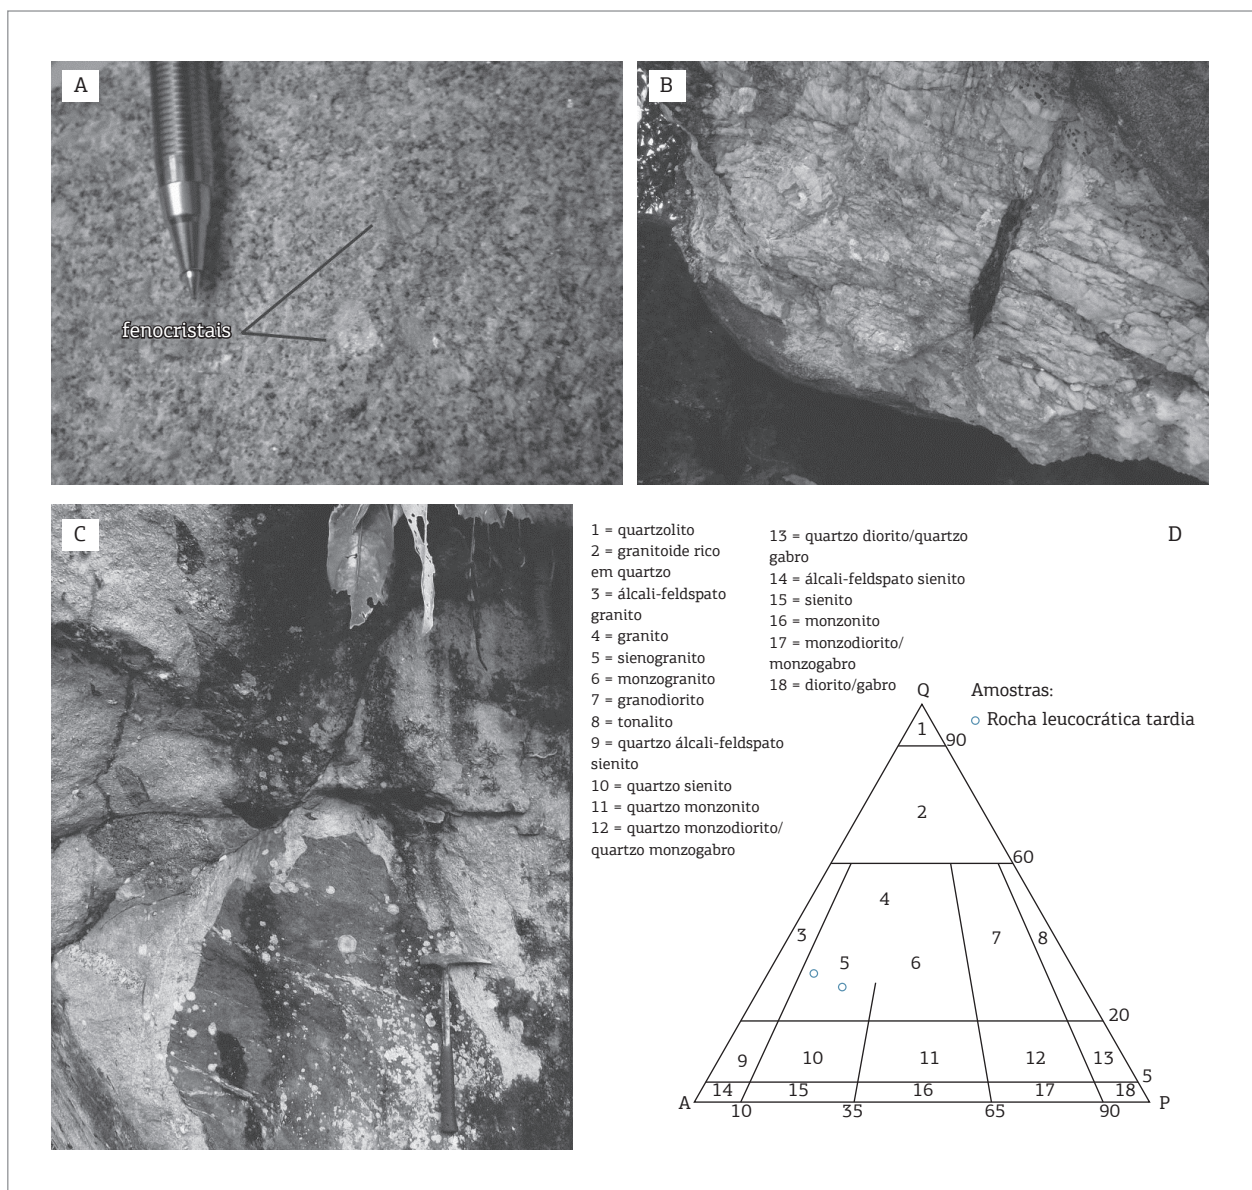 A
fenocristais
B
C
1 = quartzolito
2 = granitoide rico
em quartzo
3 = álcali-feldspato
granito
4 = granito
5 = sienogranito
6 = monzogranito
7 = granodiorito
8 = tonalito
9 = quartzo álcali-feldspato
sienito
10 = quartzo sienito
11 = quartzo monzonito
12 = quartzo monzodiorito/
quartzo monzogabro
13 = quartzo diorito/quartzo
gabro
14 = álcali-feldspato sienito
15 = sienito
16 = monzonito
17 = monzodiorito/
monzogabro
18 = diorito/gabro
D
Amostras:
Rocha leucocrática tardia
Q
1
90
2
60
4
3
5
6
7
8
20
9
10
11
12
13
5
14
15
16
17
18
A
P
10
35
65
90